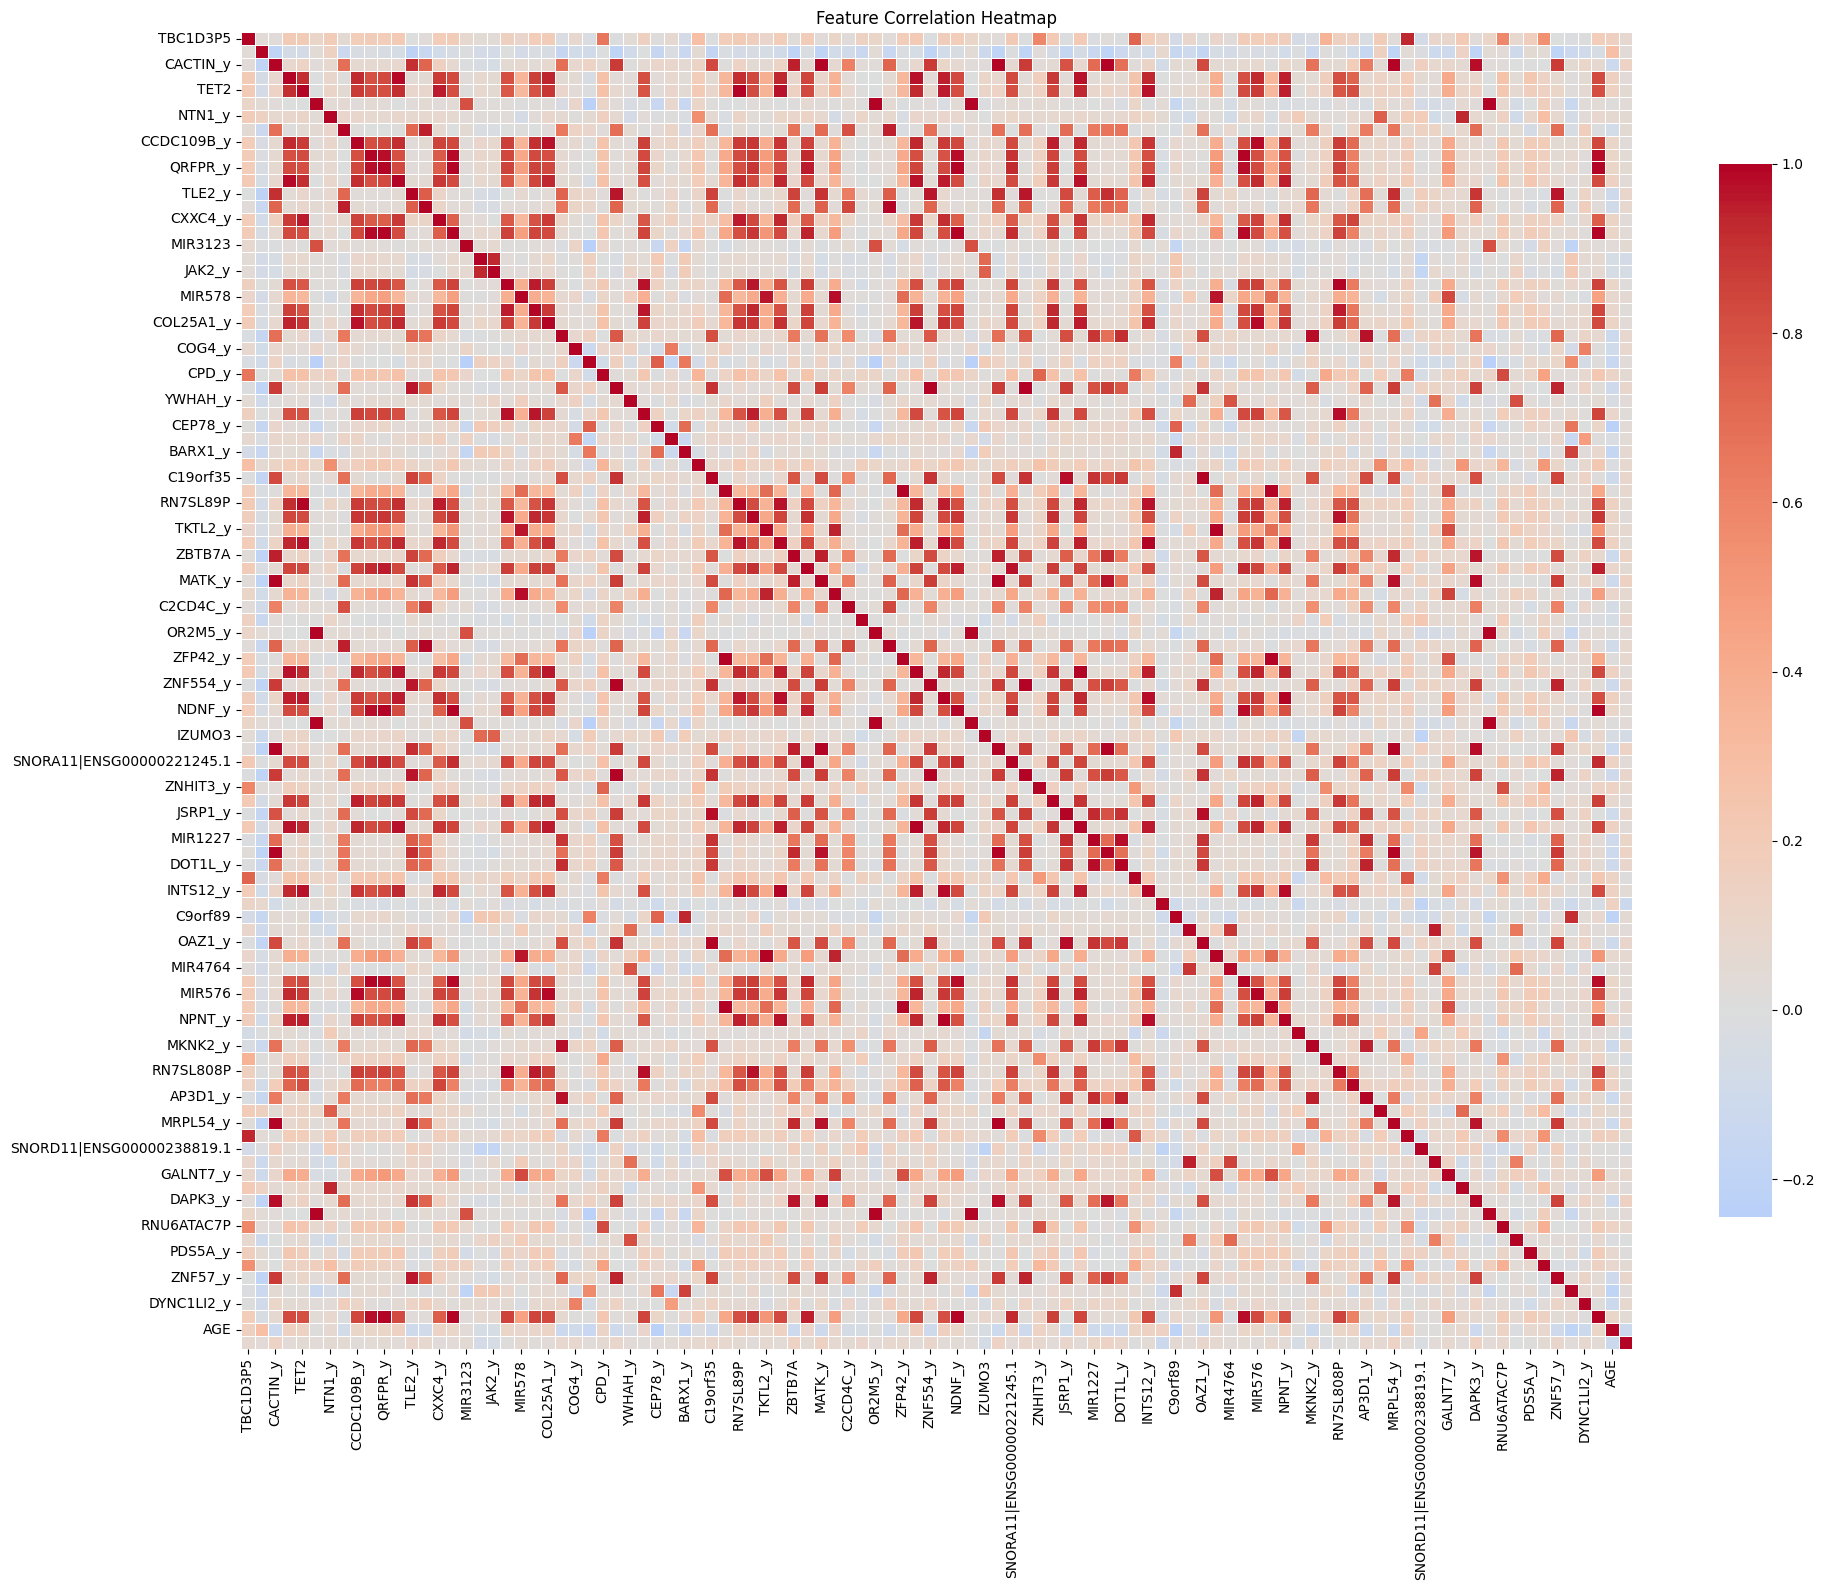 Feature Correlation Heatmap
TBC1D3P5
CACTIN_y
TET2
NTN1_y
CCDC109B_y
QRFPR_y
TLE2_y
CXXC4_y
MIR3123
JAK2_y
MIR578
COL25A1_y
COG4_y
CPD_y
YWHAH_y
CEP78_y
BARX1_y
C19orf35
RN7SL89P
TKTL2_y
ZBTB7A
MATK_y
C2CD4C_y
OR2M5_y
ZFP42_y
ZNF554_y
NDNF_y
IZUMO3
SNORA11|ENSG00000221245.1
ZNHIT3_y
JSRP1_y
MIR1227
DOT1L_y
INTS12_y
C9orf89
OAZ1_y
MIR4764
MIR576
NPNT_y
MKNK2_y
RN7SL808P
AP3D1_y
MRPL54_y
SNORD11|ENSG00000238819.1
GALNT7_y
DAPK3_y
RNU6ATAC7P
PDS5A_y
ZNF57_y
DYNC1LI2_y
AGE
TBC1D3P5
CACTIN_y
TET2
NTN1_y
CCDC109B_y
QRFPR_y
TLE2_y
CXXC4_y
MIR3123
JAK2_y
MIR578
COL25A1_y
COG4_y
CPD_y
YWHAH_y
CEP78_y
BARX1_y
C19orf35
RN7SL89P
TKTL2_y
ZBTB7A
MATK_y
C2CD4C_y
OR2M5_y
ZFP42_y
ZNF554_y
NDNF_y
IZUMO3
SNORA11|ENSG00000221245.1
ZNHIT3_y
JSRP1_y
MIR1227
DOT1L_y
INTS12_y
C9orf89
OAZ1_y
MIR4764
MIR576
NPNT_y
MKNK2_y
RN7SL808P
AP3D1_y
MRPL54_y
SNORD11|ENSG00000238819.1
GALNT7_y
DAPK3_y
RNU6ATAC7P
PDS5A_y
ZNF57_y
DYNC1LI2_y
AGE
1.0
0.8
0.6
0.4
0.2
0.0
−0.2